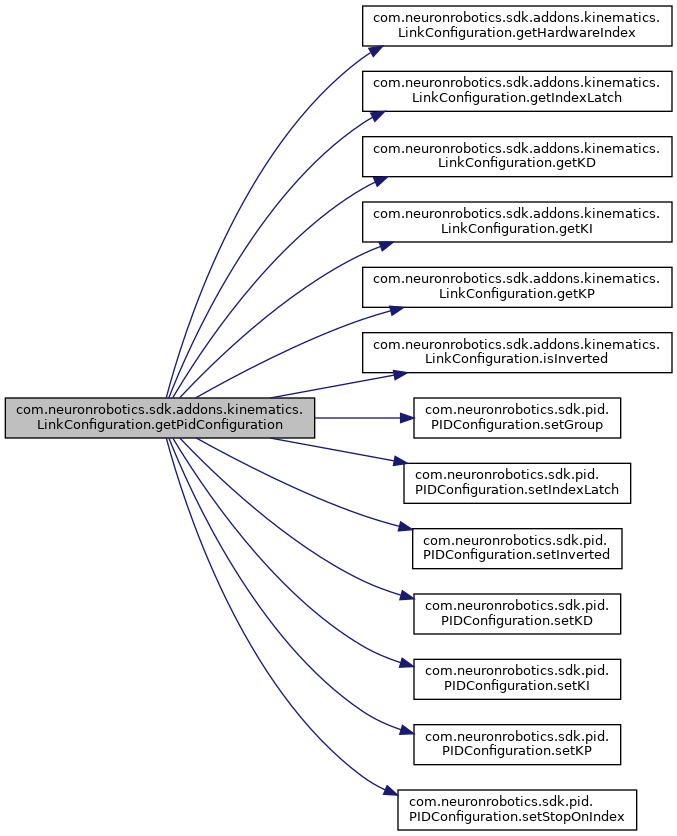 com.neuronrobotics.sdk.addons.kinematics.
LinkConfiguration.getPidConfiguration
com.neuronrobotics.sdk.addons.kinematics.
LinkConfiguration.getHardwareIndex
com.neuronrobotics.sdk.addons.kinematics.
LinkConfiguration.getIndexLatch
com.neuronrobotics.sdk.addons.kinematics.
LinkConfiguration.getKD
com.neuronrobotics.sdk.addons.kinematics.
LinkConfiguration.getKI
com.neuronrobotics.sdk.addons.kinematics.
LinkConfiguration.getKP
com.neuronrobotics.sdk.addons.kinematics.
LinkConfiguration.isInverted
com.neuronrobotics.sdk.pid.
PIDConfiguration.setGroup
com.neuronrobotics.sdk.pid.
PIDConfiguration.setIndexLatch
com.neuronrobotics.sdk.pid.
PIDConfiguration.setInverted
com.neuronrobotics.sdk.pid.
PIDConfiguration.setKD
com.neuronrobotics.sdk.pid.
PIDConfiguration.setKI
com.neuronrobotics.sdk.pid.
PIDConfiguration.setKP
com.neuronrobotics.sdk.pid.
PIDConfiguration.setStopOnIndex